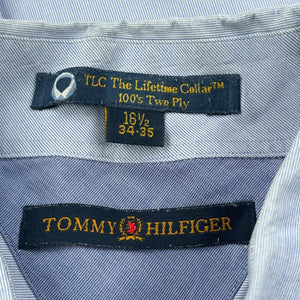 TLC The Lifetime Collar™
100's Two Ply
16½
34-35
TOMMY HILFIGER